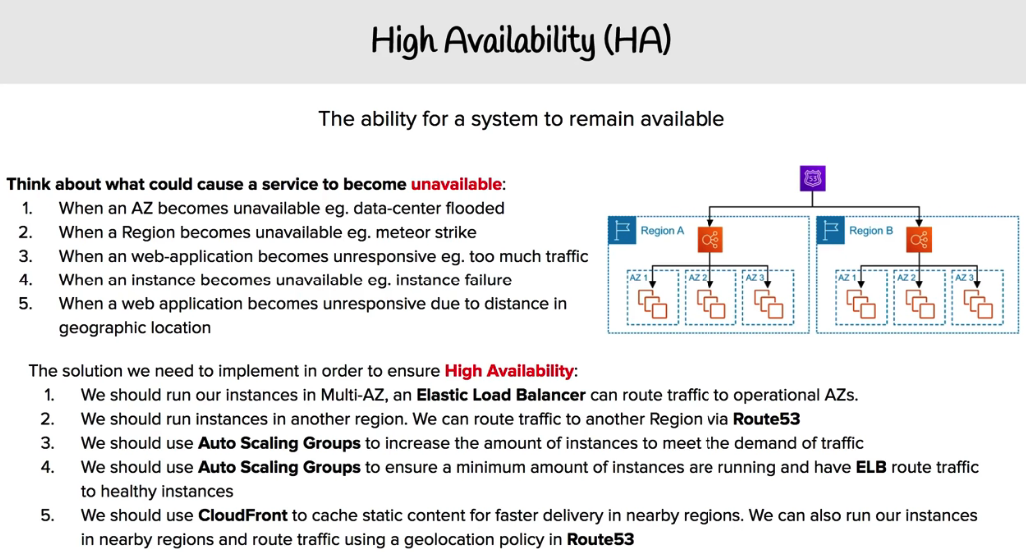 High Availability (HA)
The ability for a system to remain available
Think about what could cause a service to become unavailable:
1. When an AZ becomes unavailable eg. data-center flooded
2. When a Region becomes unavailable eg. meteor strike
3. When an web-application becomes unresponsive eg. too much traffic
4. When an instance becomes unavailable eg. instance failure
5. When a web application becomes unresponsive due to distance in
geographic location
53
Region A
Region B
AZ 1
AZ 2
AZ 3
AZ 1
AZ 2
AZ 3
The solution we need to implement in order to ensure High Availability:
1. We should run our instances in Multi-AZ, an Elastic Load Balancer can route traffic to operational AZs.
2. We should run instances in another region. We can route traffic to another Region via Route53
3. We should use Auto Scaling Groups to increase the amount of instances to meet the demand of traffic
4. We should use Auto Scaling Groups to ensure a minimum amount of instances are running and have ELB route traffic
to healthy instances
5. We should use CloudFront to cache static content for faster delivery in nearby regions. We can also run our instances
in nearby regions and route traffic using a geolocation policy in Route53